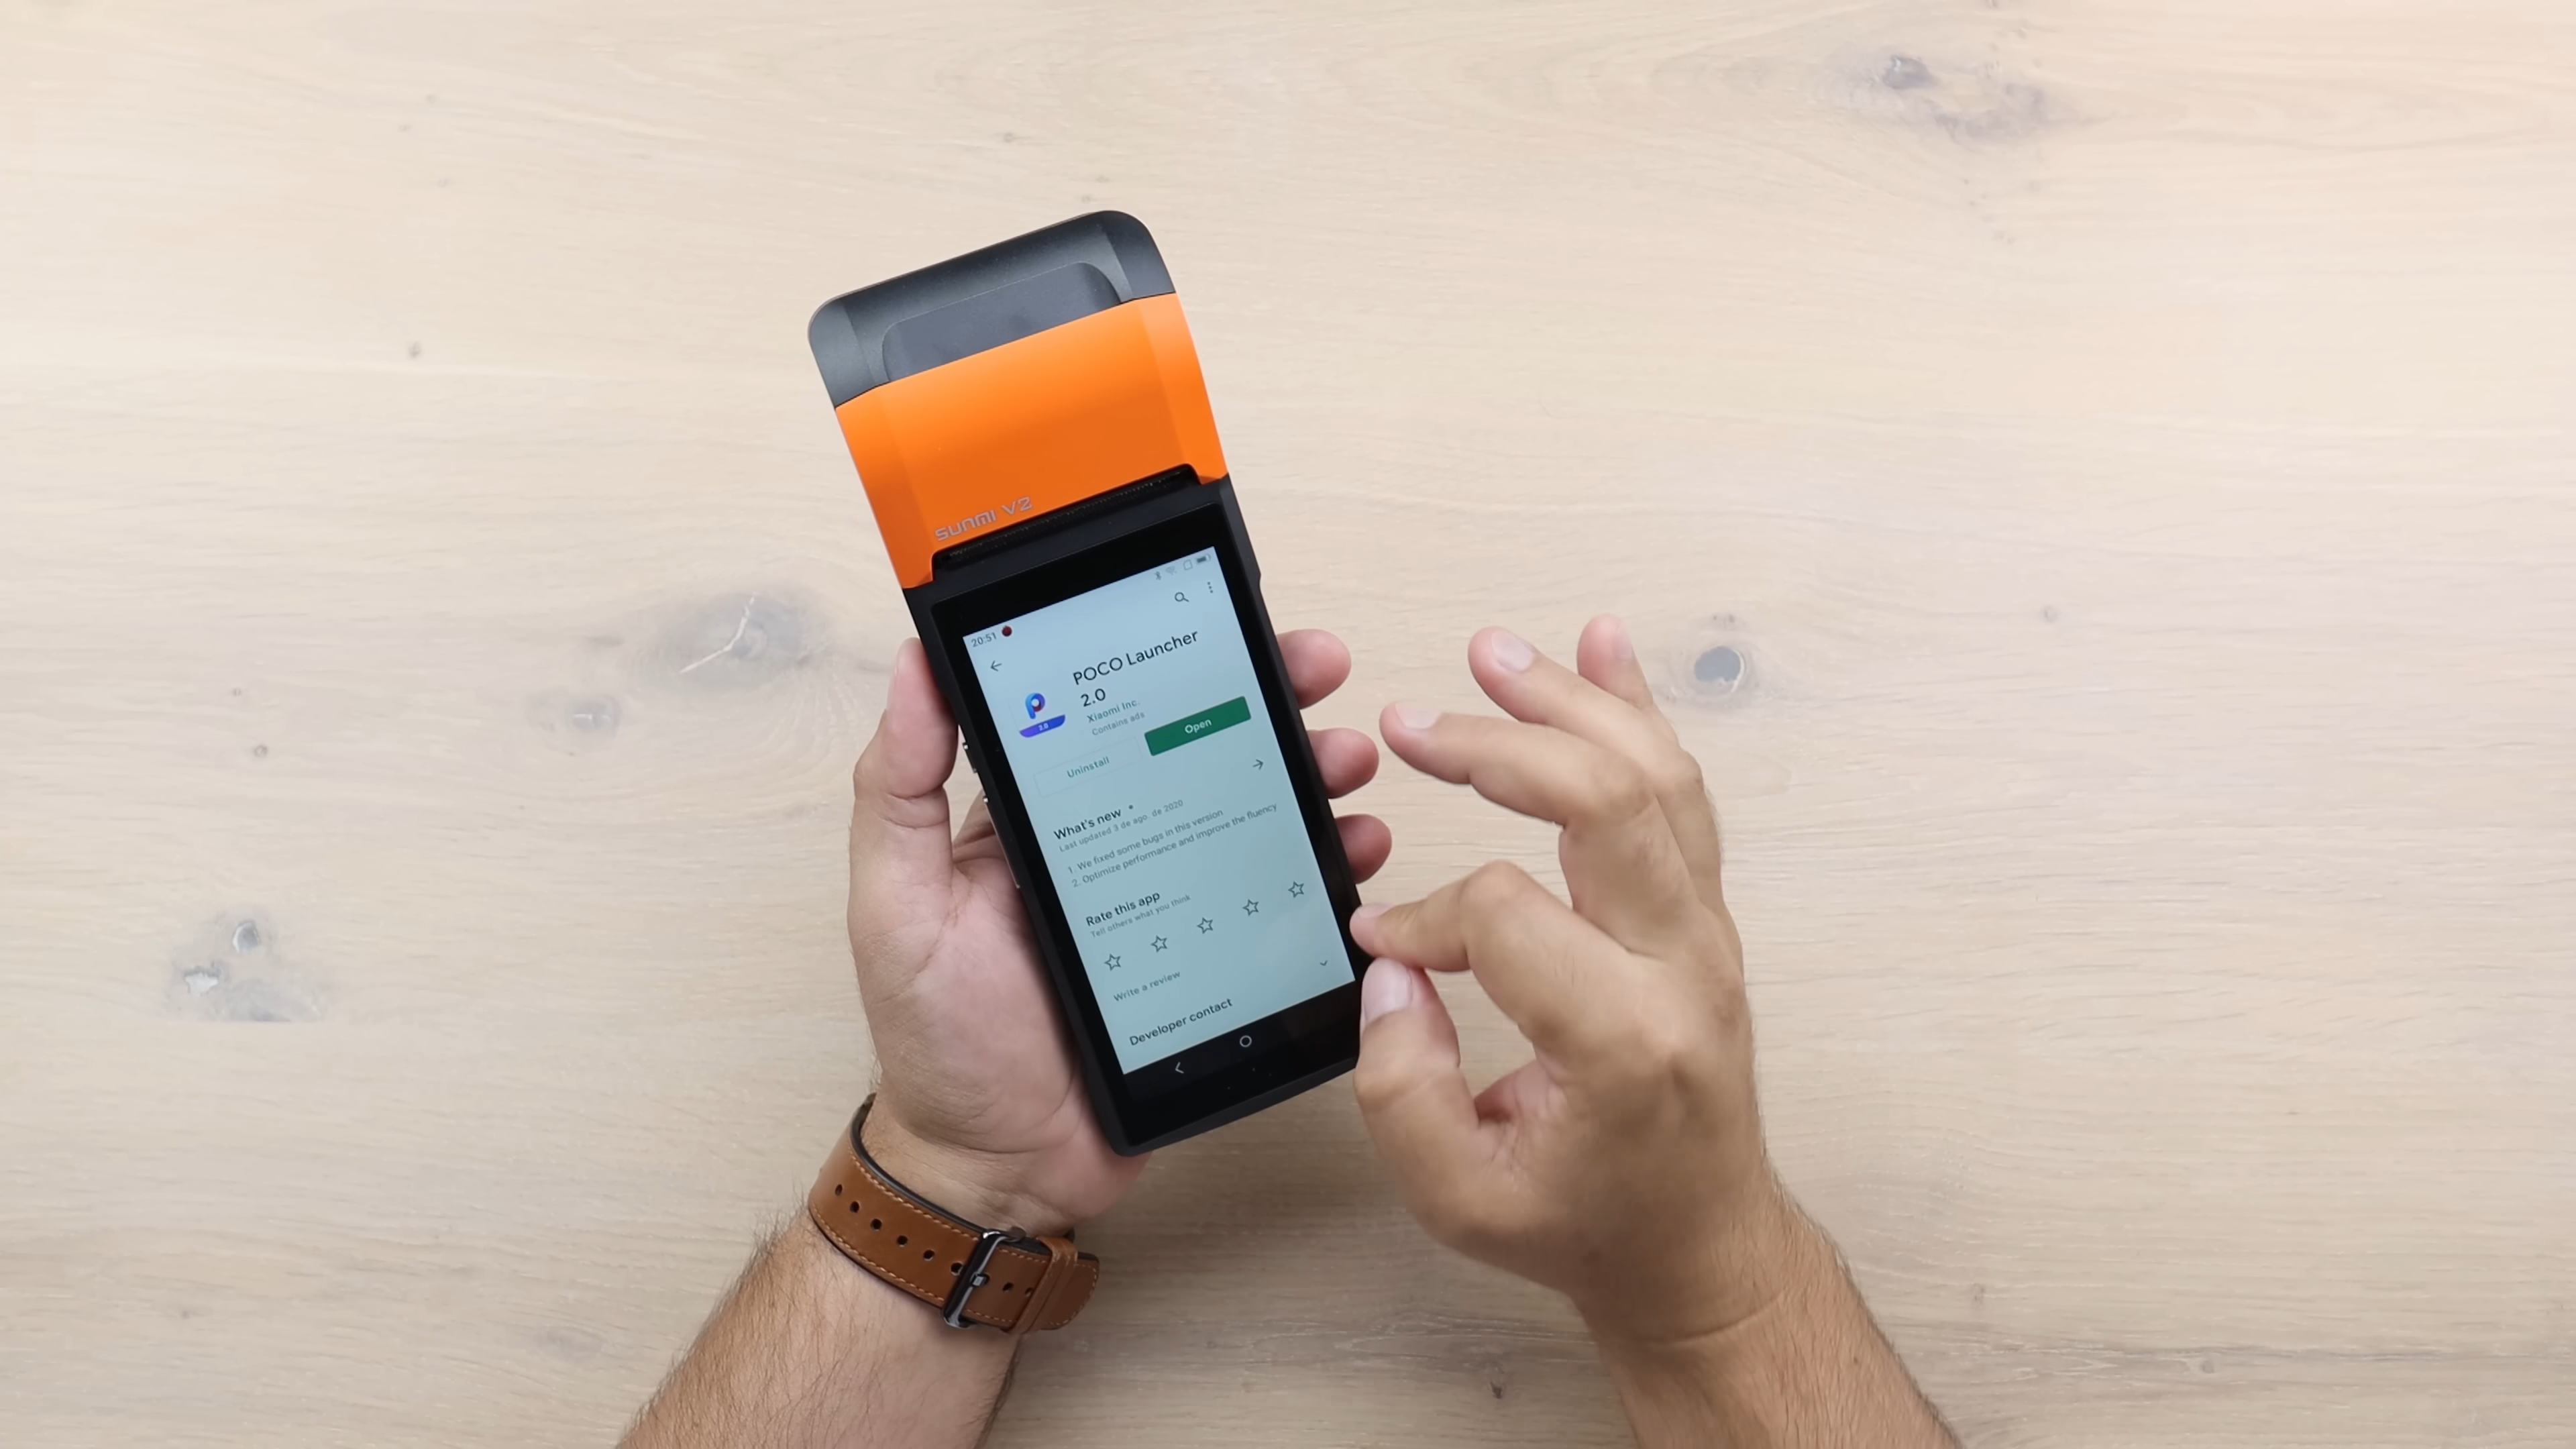 SUNMI V2
20:51
POCO Launcher
2.0
2.0
Xiaomi Inc.
Contains ads
Uninstall
Open
What's new
Last updated 3 de ago. de 2020
1. We fixed some bugs in this version
2. Optimize performance and improve the fluency
Rate this app
Tell others what you think
Write a review
Developer contact